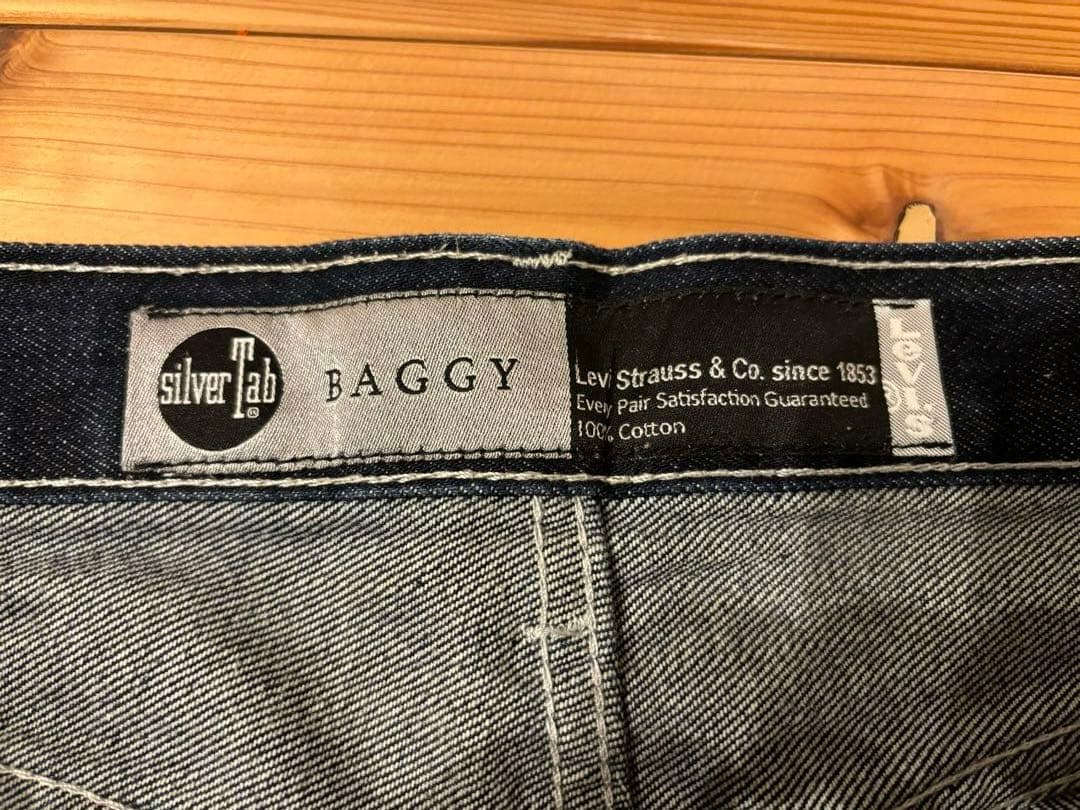 silverTab®
BAGGY
Levi Strauss & Co. since 1853
Every Pair Satisfaction Guaranteed
100% Cotton
Levi's®